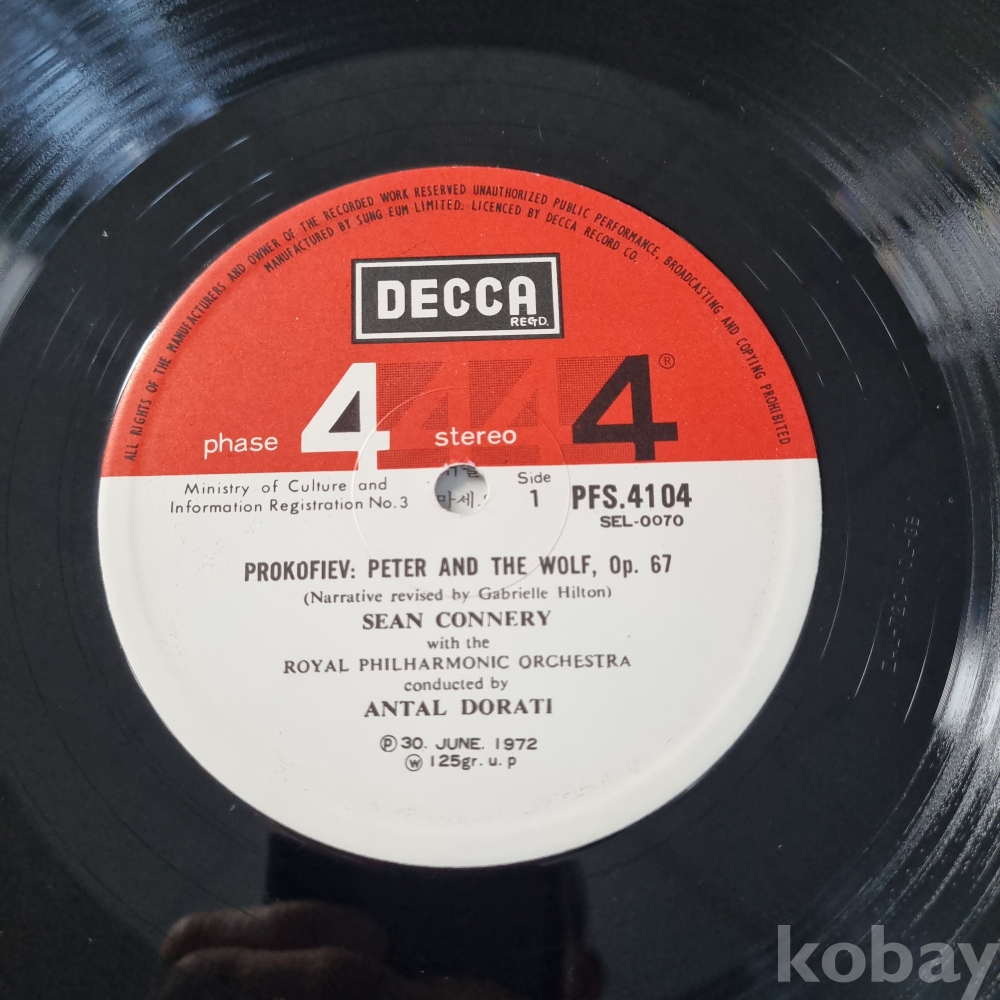 ALL RIGHTS OF THE MANUFACTURERS AND OWNER OF THE RECORDED WORK RESERVED UNAUTHORIZED PUBLIC PERFORMANCE, BROADCASTING AND COPYING PROHIBITED
MANUFACTURED BY SUNG EUM LIMITED. LICENCED BY DECCA RECORD CO.
DECCA
REGD.
phase 4 stereo 4 ®
Ministry of Culture and
Information Registration No. 3
Side
1
PFS.4104
SEL-0070
마세.
PROKOFIEV: PETER AND THE WOLF, Op. 67
(Narrative revised by Gabrielle Hilton)
SEAN CONNERY
with the
ROYAL PHILHARMONIC ORCHESTRA
conducted by
ANTAL DORATI
Ⓟ 30. JUNE. 1972
Ⓦ 125gr. u. p
kobay